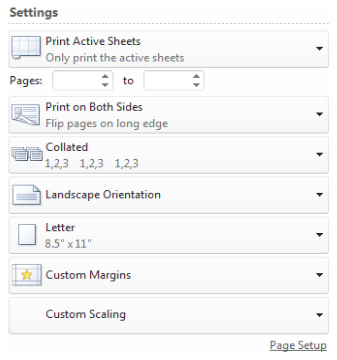 Settings
Print Active Sheets
Only print the active sheets
Pages: to
Print on Both Sides
Flip pages on long edge
Collated
1,2,3 1,2,3 1,2,3
Landscape Orientation
Letter
8.5" x 11"
Custom Margins
Custom Scaling
Page Setup